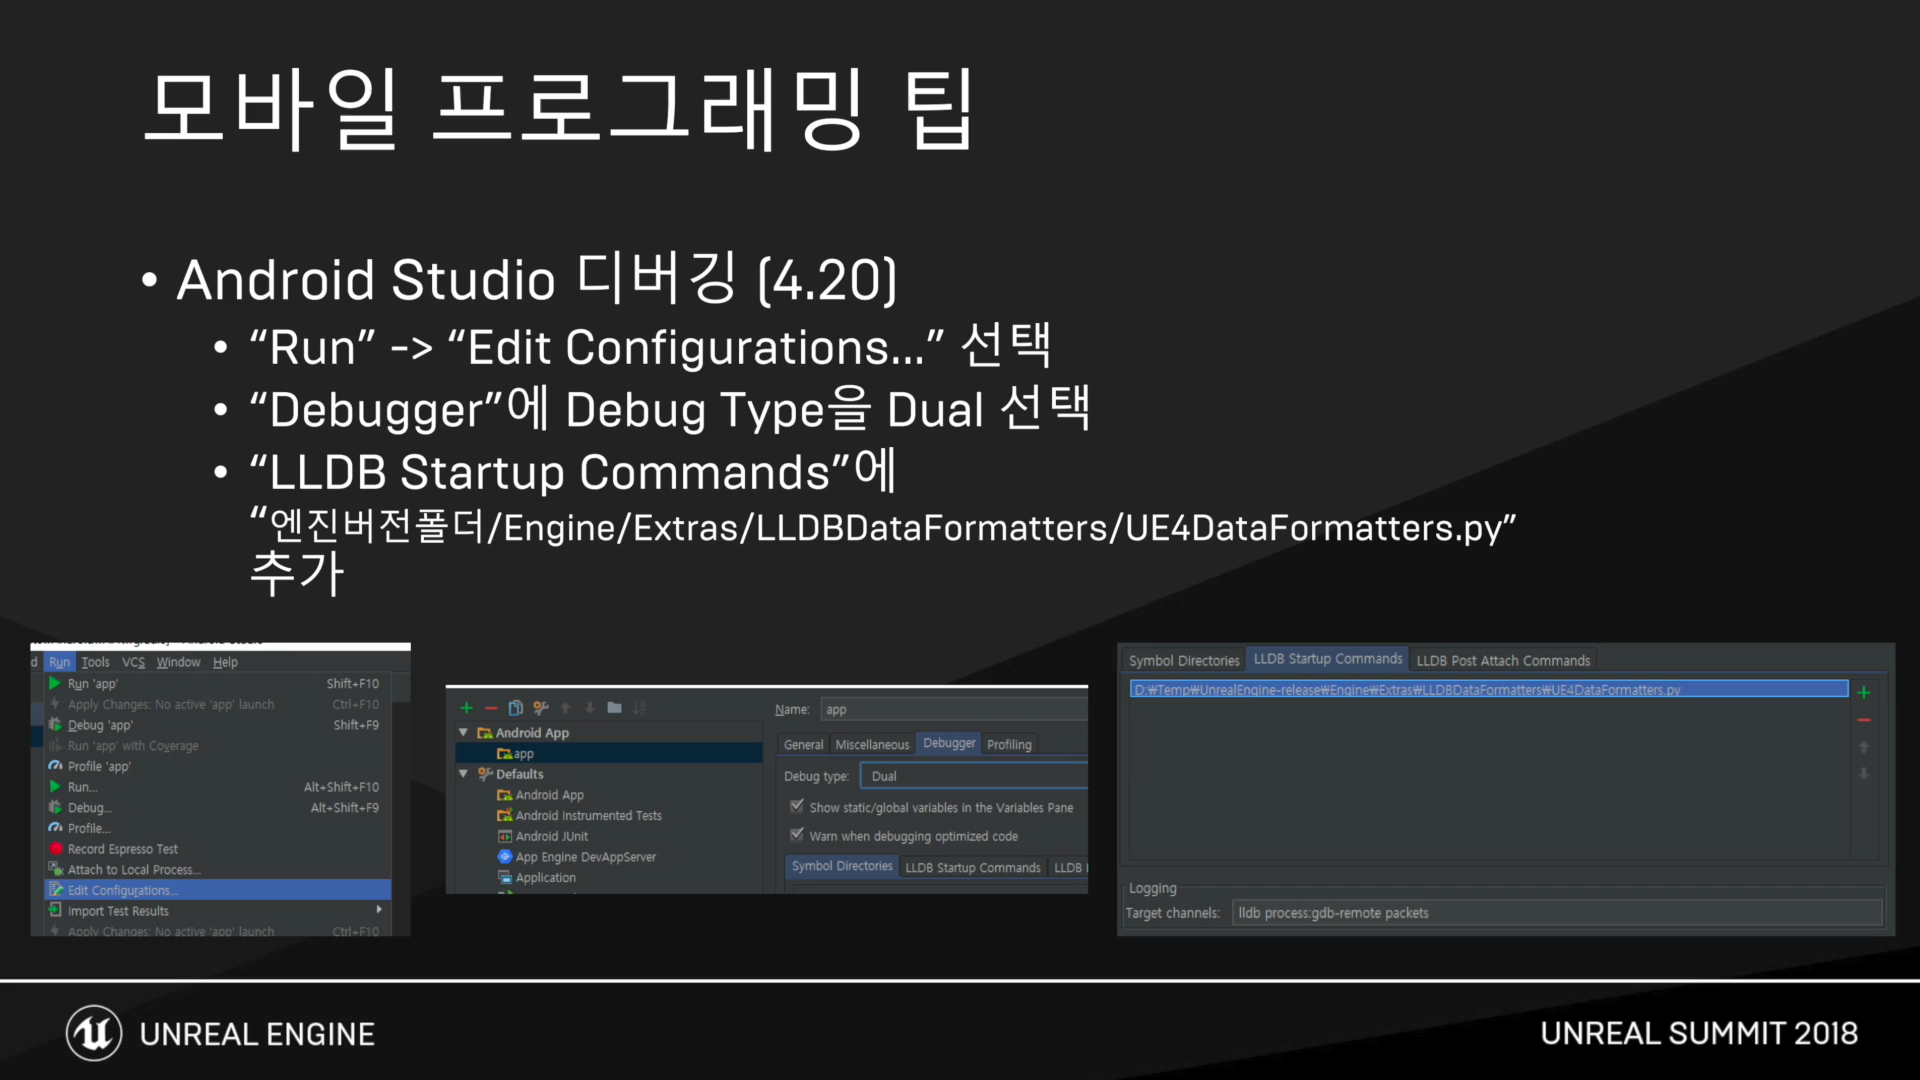 모바일 프로그래밍 팁
• Android Studio 디버깅 (4.20)
• “Run” -> “Edit Configurations...” 선택
• “Debugger”에 Debug Type을 Dual 선택
• “LLDB Startup Commands”에
“엔진버전폴더/Engine/Extras/LLDBDataFormatters/UE4DataFormatters.py”
추가
d Run Tools VCS Window Help
Run 'app' Shift+F10
Apply Changes: No active 'app' launch Ctrl+F10
Debug 'app' Shift+F9
Run 'app' with Coverage
Profile 'app'
Run... Alt+Shift+F10
Debug... Alt+Shift+F9
Profile...
Record Espresso Test
Attach to Local Process...
Edit Configurations...
Import Test Results
Apply Changes: No active 'app' launch Ctrl+F10
Name: app
Android App
app
Defaults
Android App
Android Instrumented Tests
Android JUnit
App Engine DevAppServer
Application
General Miscellaneous Debugger Profiling
Debug type: Dual
Show static/global variables in the Variables Pane
Warn when debugging optimized code
Symbol Directories LLDB Startup Commands LLDB
Symbol Directories LLDB Startup Commands LLDB Post Attach Commands
D:₩Temp₩UnrealEngine-release₩Engine₩Extras₩LLDBDataFormatters₩UE4DataFormatters.py
Logging
Target channels: lldb process:gdb-remote packets
UNREAL ENGINE
UNREAL SUMMIT 2018